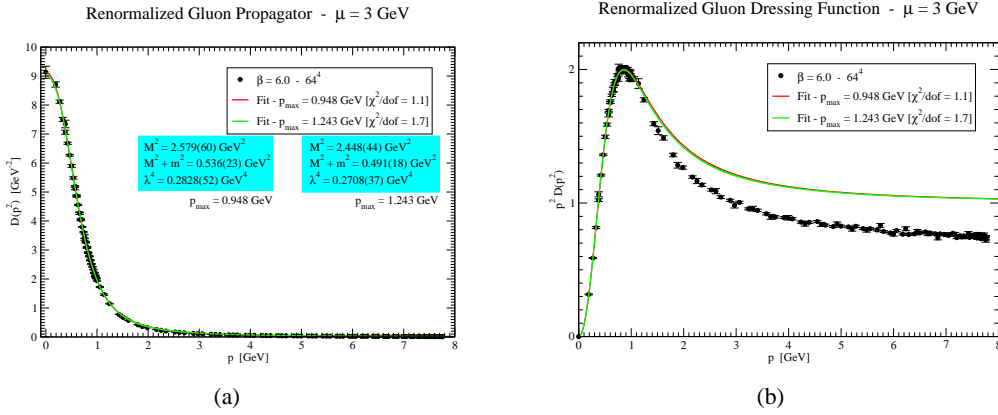 Renormalized Gluon Propagator - μ = 3 GeV
10
9
8
7
6
5
4
3
2
1
0
D(p²) [GeV⁻²]
β = 6.0 - 64⁴
Fit - p_max = 0.948 GeV [χ²/dof = 1.1]
Fit - p_max = 1.243 GeV [χ²/dof = 1.7]
M² = 2.579(60) GeV²
M² + m² = 0.536(23) GeV²
λ⁴ = 0.2828(52) GeV⁴
p_max = 0.948 GeV
M² = 2.448(44) GeV²
M² + m² = 0.491(18) GeV²
λ⁴ = 0.2708(37) GeV⁴
p_max = 1.243 GeV
0 1 2 3 4 5 6 7 8
p [GeV]
(a)
Renormalized Gluon Dressing Function - μ = 3 GeV
2
1
0
p² D(p²)
β = 6.0 - 64⁴
Fit - p_max = 0.948 GeV [χ²/dof = 1.1]
Fit - p_max = 1.243 GeV [χ²/dof = 1.7]
0 1 2 3 4 5 6 7 8
p [GeV]
(b)